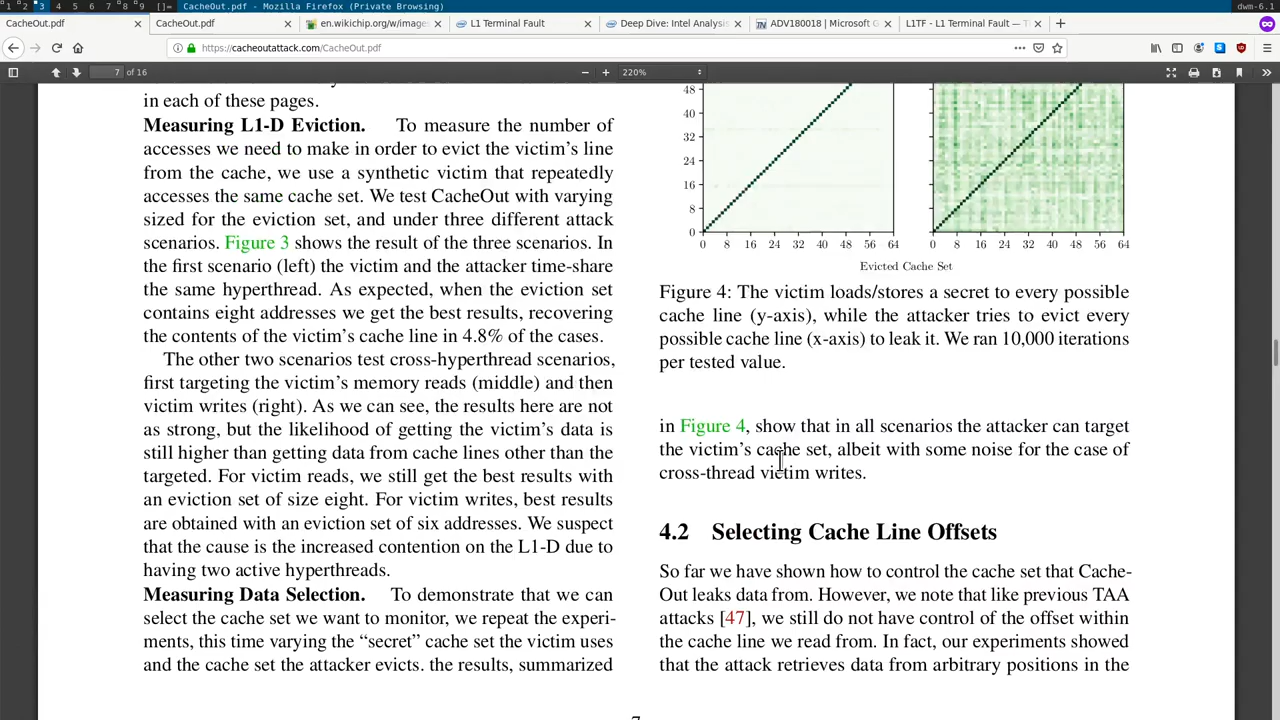 1 2 3 4 5 6 7 8 9 []= CacheOut.pdf - Mozilla Firefox (Private Browsing) dwm-6.1
CacheOut.pdf × CacheOut.pdf × en.wikichip.org/w/image × L1 Terminal Fault × Deep Dive: Intel Analysis × ADV180018 | Microsoft G × L1TF - L1 Terminal Fault — T × +
https://cacheoutattack.com/CacheOut.pdf
7 of 16 − + 220%
in each of these pages.
Measuring L1-D Eviction. To measure the number of
accesses we need to make in order to evict the victim's line
from the cache, we use a synthetic victim that repeatedly
accesses the same cache set. We test CacheOut with varying
sized for the eviction set, and under three different attack
scenarios. Figure 3 shows the result of the three scenarios. In
the first scenario (left) the victim and the attacker time-share
the same hyperthread. As expected, when the eviction set
contains eight addresses we get the best results, recovering
the contents of the victim's cache line in 4.8% of the cases.
The other two scenarios test cross-hyperthread scenarios,
first targeting the victim's memory reads (middle) and then
victim writes (right). As we can see, the results here are not
as strong, but the likelihood of getting the victim's data is
still higher than getting data from cache lines other than the
targeted. For victim reads, we still get the best results with
an eviction set of size eight. For victim writes, best results
are obtained with an eviction set of six addresses. We suspect
that the cause is the increased contention on the L1-D due to
having two active hyperthreads.
Measuring Data Selection. To demonstrate that we can
select the cache set we want to monitor, we repeat the experi-
ments, this time varying the “secret” cache set the victim uses
and the cache set the attacker evicts. the results, summarized
48
40
32
24
16
8
0
0 8 16 24 32 40 48 56 64 0 8 16 24 32 40 48 56 64
Evicted Cache Set
Figure 4: The victim loads/stores a secret to every possible
cache line (y-axis), while the attacker tries to evict every
possible cache line (x-axis) to leak it. We ran 10,000 iterations
per tested value.
in Figure 4, show that in all scenarios the attacker can target
the victim's cache set, albeit with some noise for the case of
cross-thread victim writes.
4.2 Selecting Cache Line Offsets
So far we have shown how to control the cache set that Cache-
Out leaks data from. However, we note that like previous TAA
attacks [47], we still do not have control of the offset within
the cache line we read from. In fact, our experiments showed
that the attack retrieves data from arbitrary positions in the